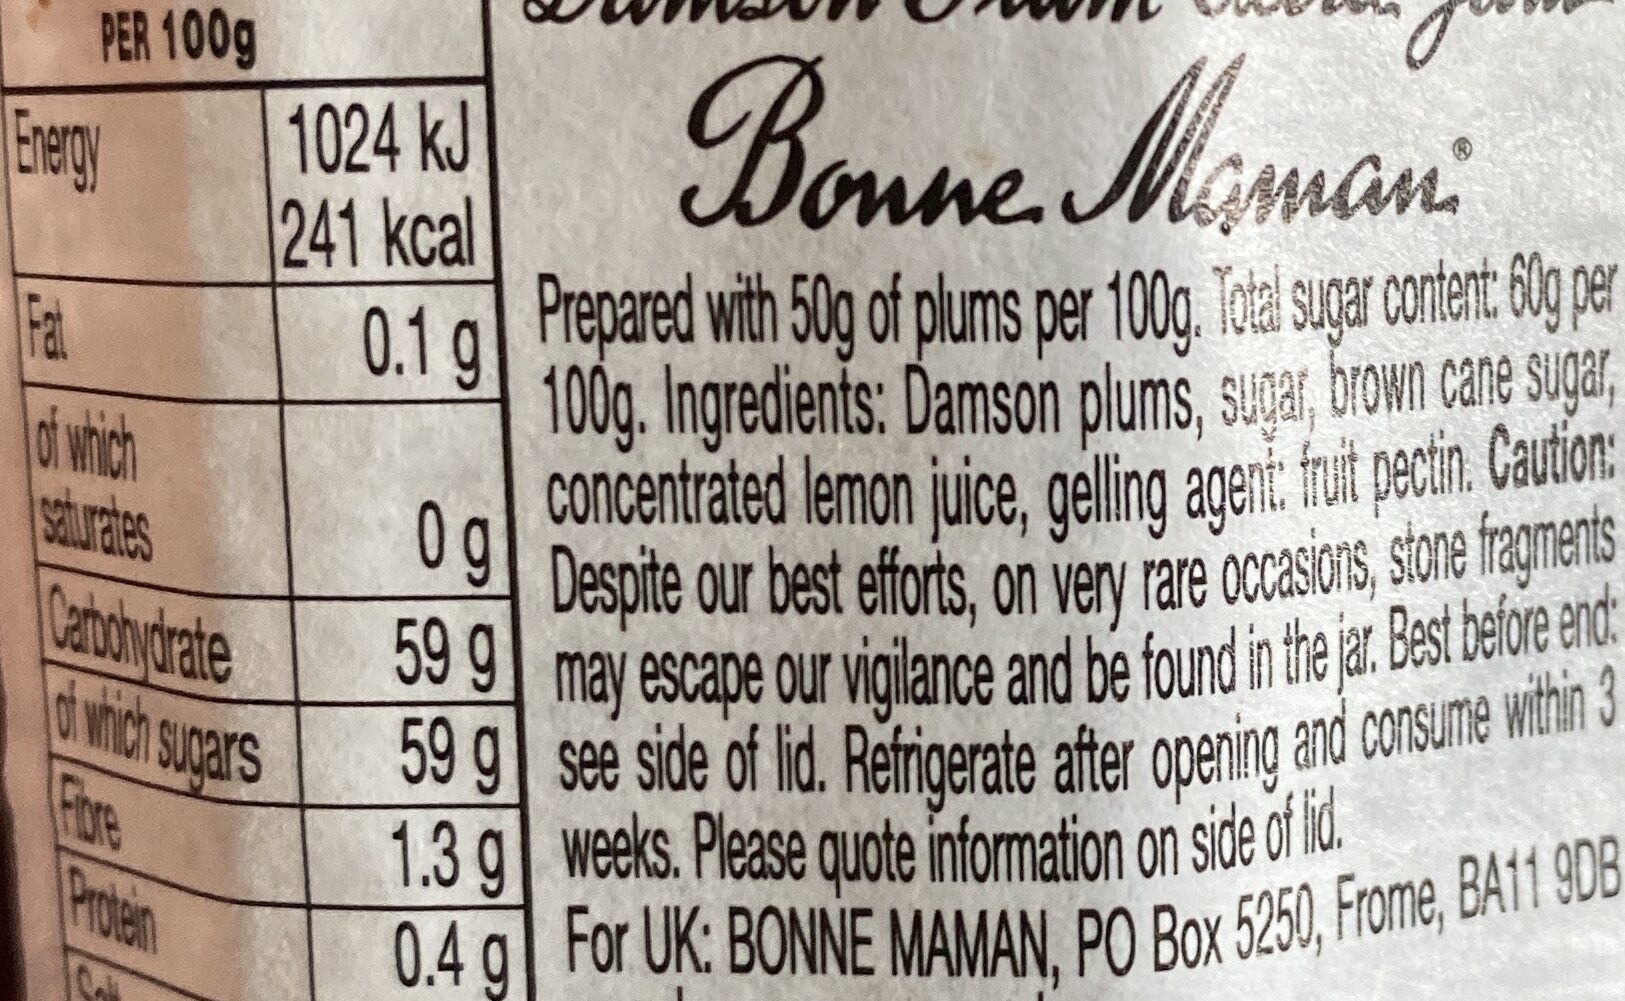 PER 100g
Energy 1024 kJ
241 kcal
Fat 0.1 g
of which
saturates 0 g
Carbohydrate 59 g
of which sugars 59 g
Fibre 1.3 g
Protein 0.4 g
Salt
Damson Plum
Bonne Maman®
Prepared with 50g of plums per 100g. Total sugar content: 60g per
100g. Ingredients: Damson plums, sugar, brown cane sugar,
concentrated lemon juice, gelling agent: fruit pectin. Caution:
Despite our best efforts, on very rare occasions, stone fragments
may escape our vigilance and be found in the jar. Best before end:
see side of lid. Refrigerate after opening and consume within 3
weeks. Please quote information on side of lid.
For UK: BONNE MAMAN, PO Box 5250, Frome, BA11 9DB